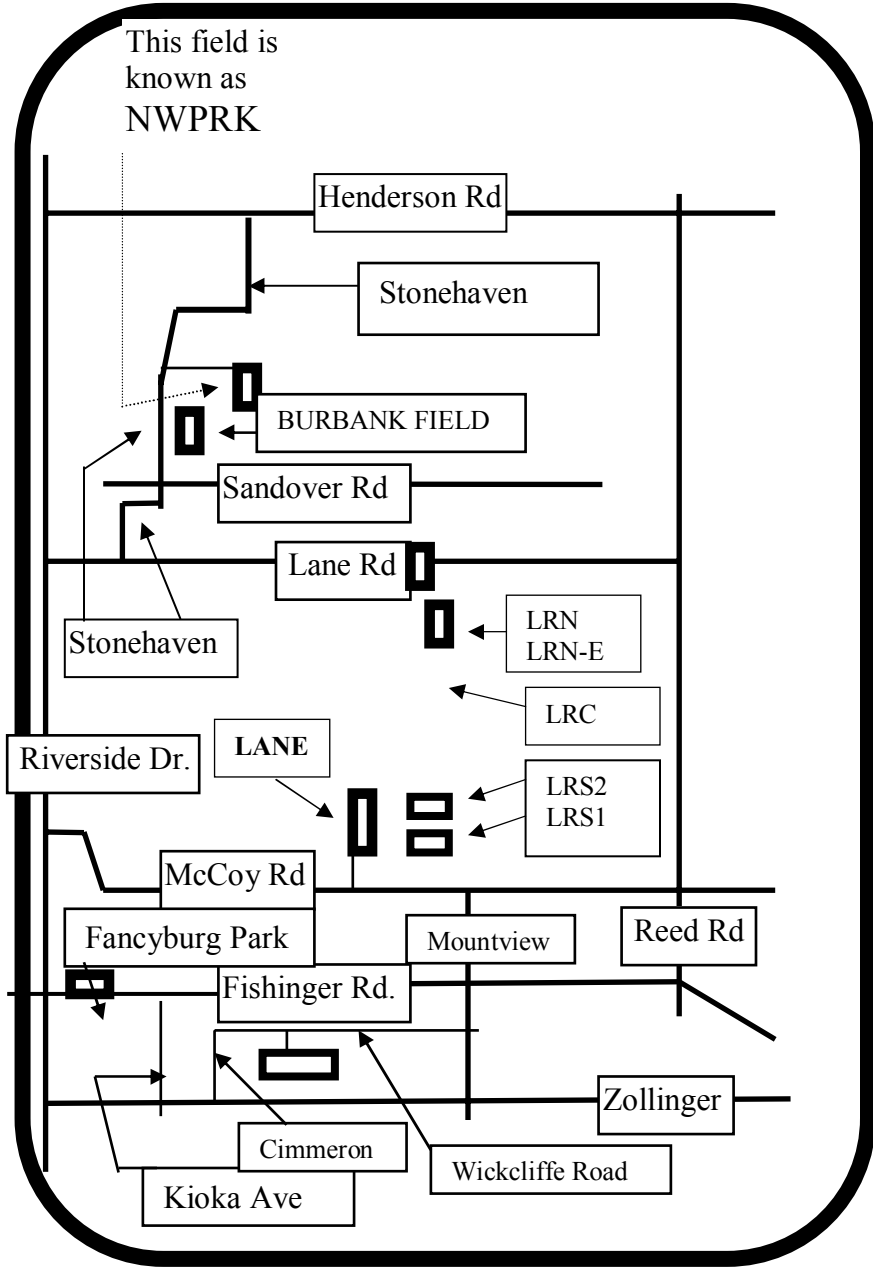 This field is
known as
NWPRK
Henderson Rd
Stonehaven
BURBANK FIELD
Sandover Rd
Lane Rd
LRN
LRN-E
Stonehaven
LRC
LANE
Riverside Dr.
LRS2
LRS1
McCoy Rd
Fancyburg Park
Mountview
Reed Rd
Fishinger Rd.
Zollinger
Cimmeron
Wickcliffe Road
Kioka Ave